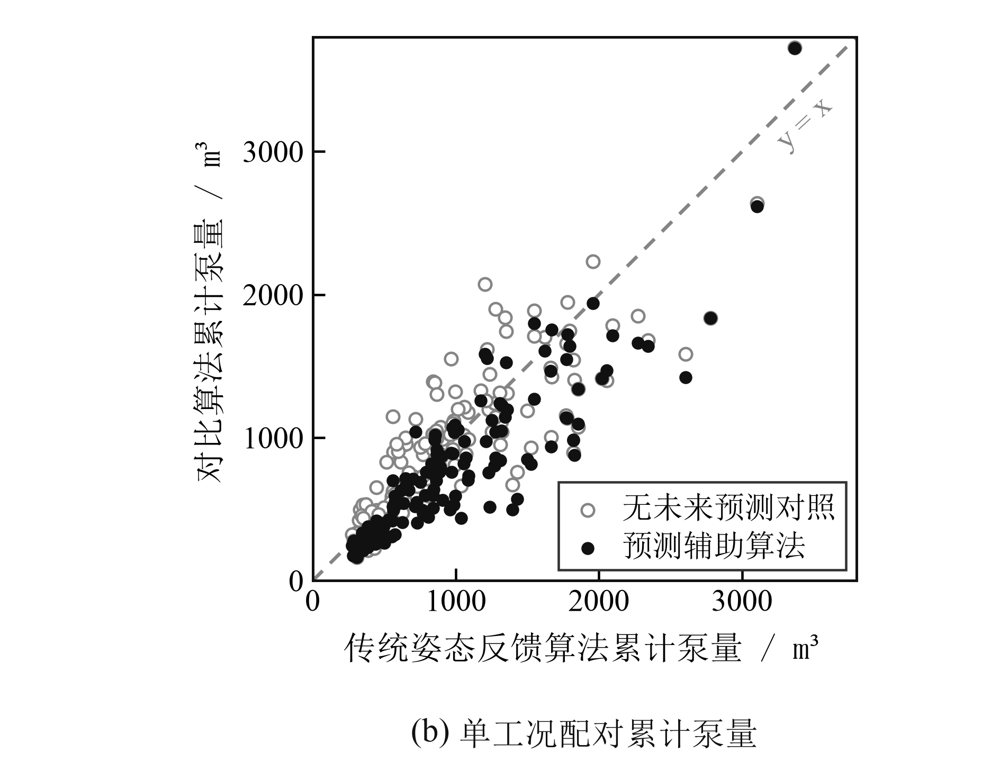 对比算法累计泵量 / m³
3000
2000
1000
0
y = x
无未来预测对照
预测辅助算法
0 1000 2000 3000
传统姿态反馈算法累计泵量 / m³
(b) 单工况配对累计泵量